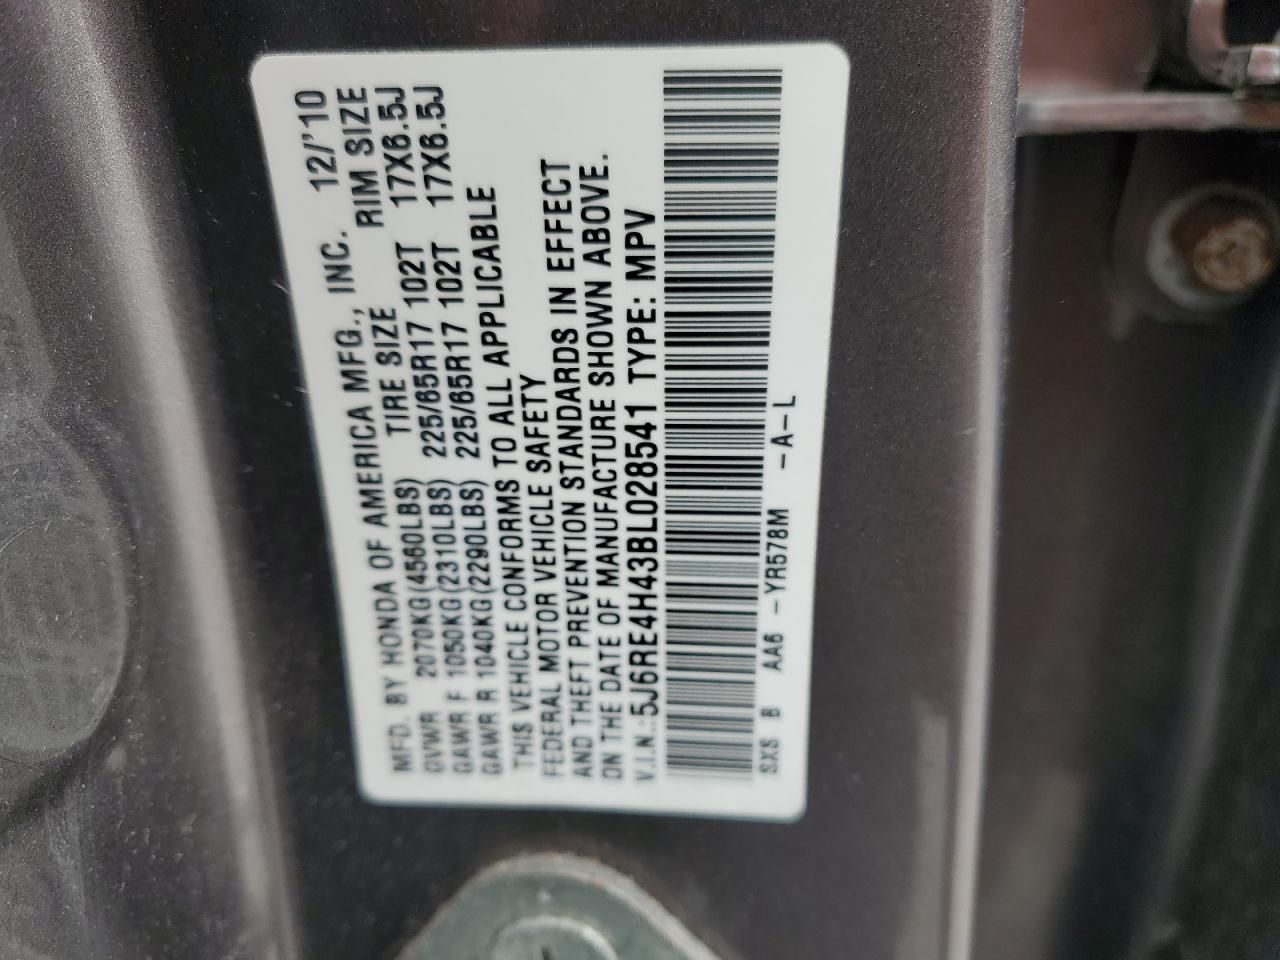 MFD. BY HONDA OF AMERICA MFG., INC. 12/'10
GVWR 2070KG(4560LBS) TIRE SIZE RIM SIZE
GAWR F 1050KG(2310LBS) 225/65R17 102T 17X6.5J
GAWR R 1040KG(2290LBS) 225/65R17 102T 17X6.5J
THIS VEHICLE CONFORMS TO ALL APPLICABLE
FEDERAL MOTOR VEHICLE SAFETY
AND THEFT PREVENTION STANDARDS IN EFFECT
ON THE DATE OF MANUFACTURE SHOWN ABOVE.
V.I.N.:5J6RE4H43BL028541 TYPE: MPV
SXS B AA6 -YR578M -A-L